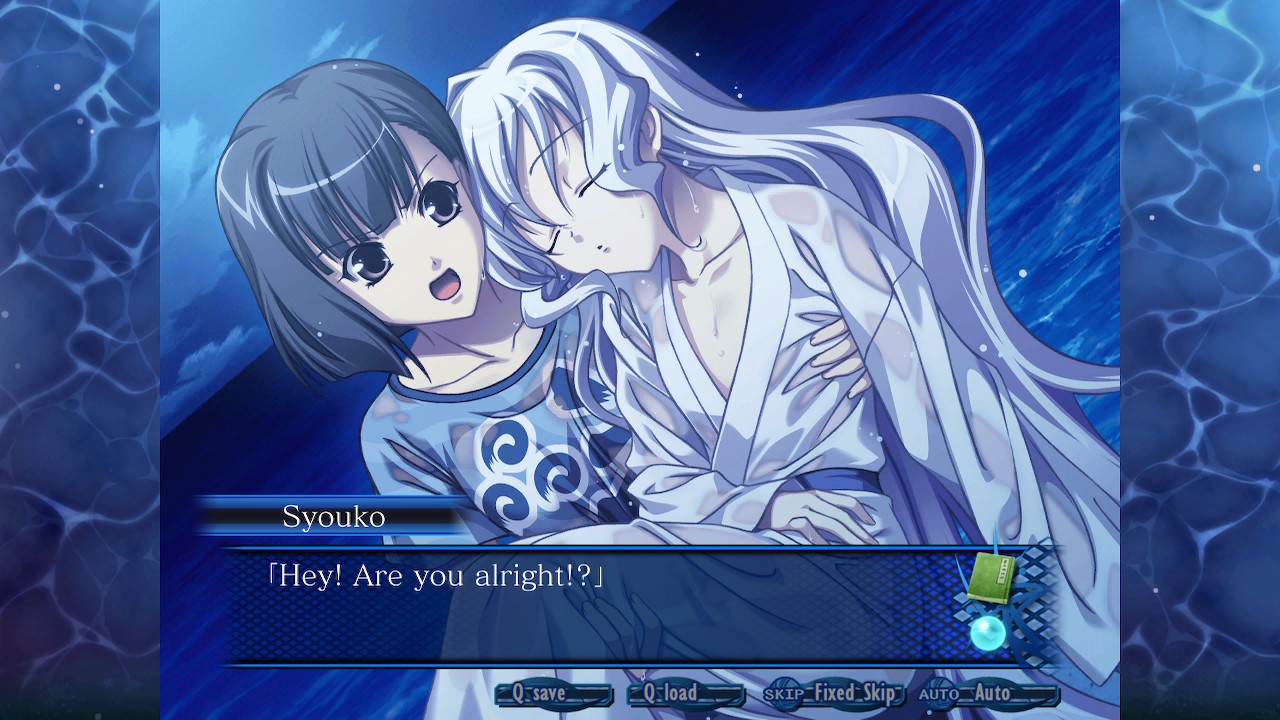 Syouko
「Hey! Are you alright!?」
Q save
Q load
SKIP Fixed Skip
AUTO Auto